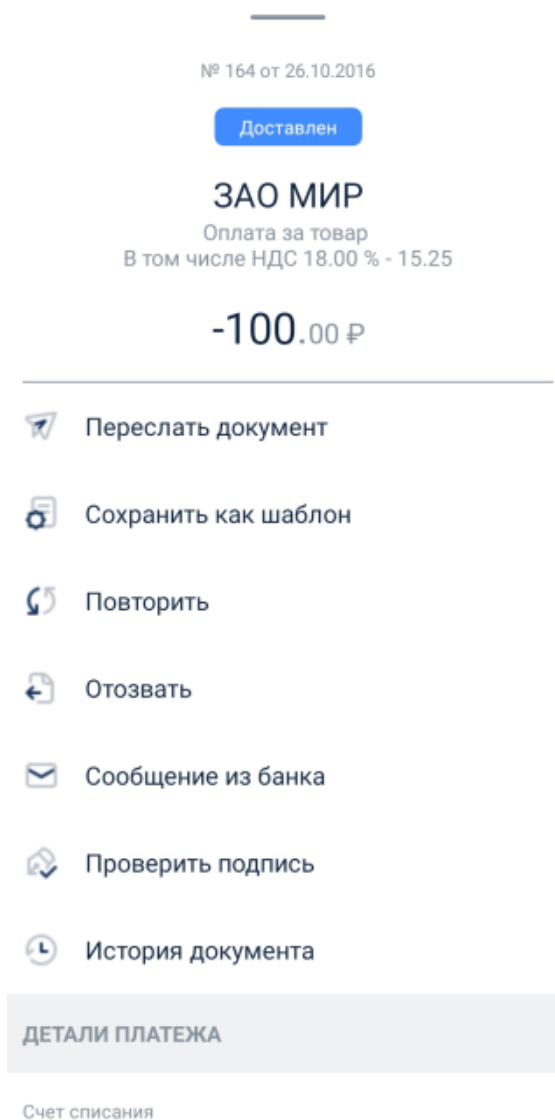 № 164 от 26.10.2016
Доставлен
ЗАО МИР
Оплата за товар
В том числе НДС 18.00 % - 15.25
-100.00 ₽
Переслать документ
Сохранить как шаблон
Повторить
Отозвать
Сообщение из банка
Проверить подпись
История документа
ДЕТАЛИ ПЛАТЕЖА
Счет списания